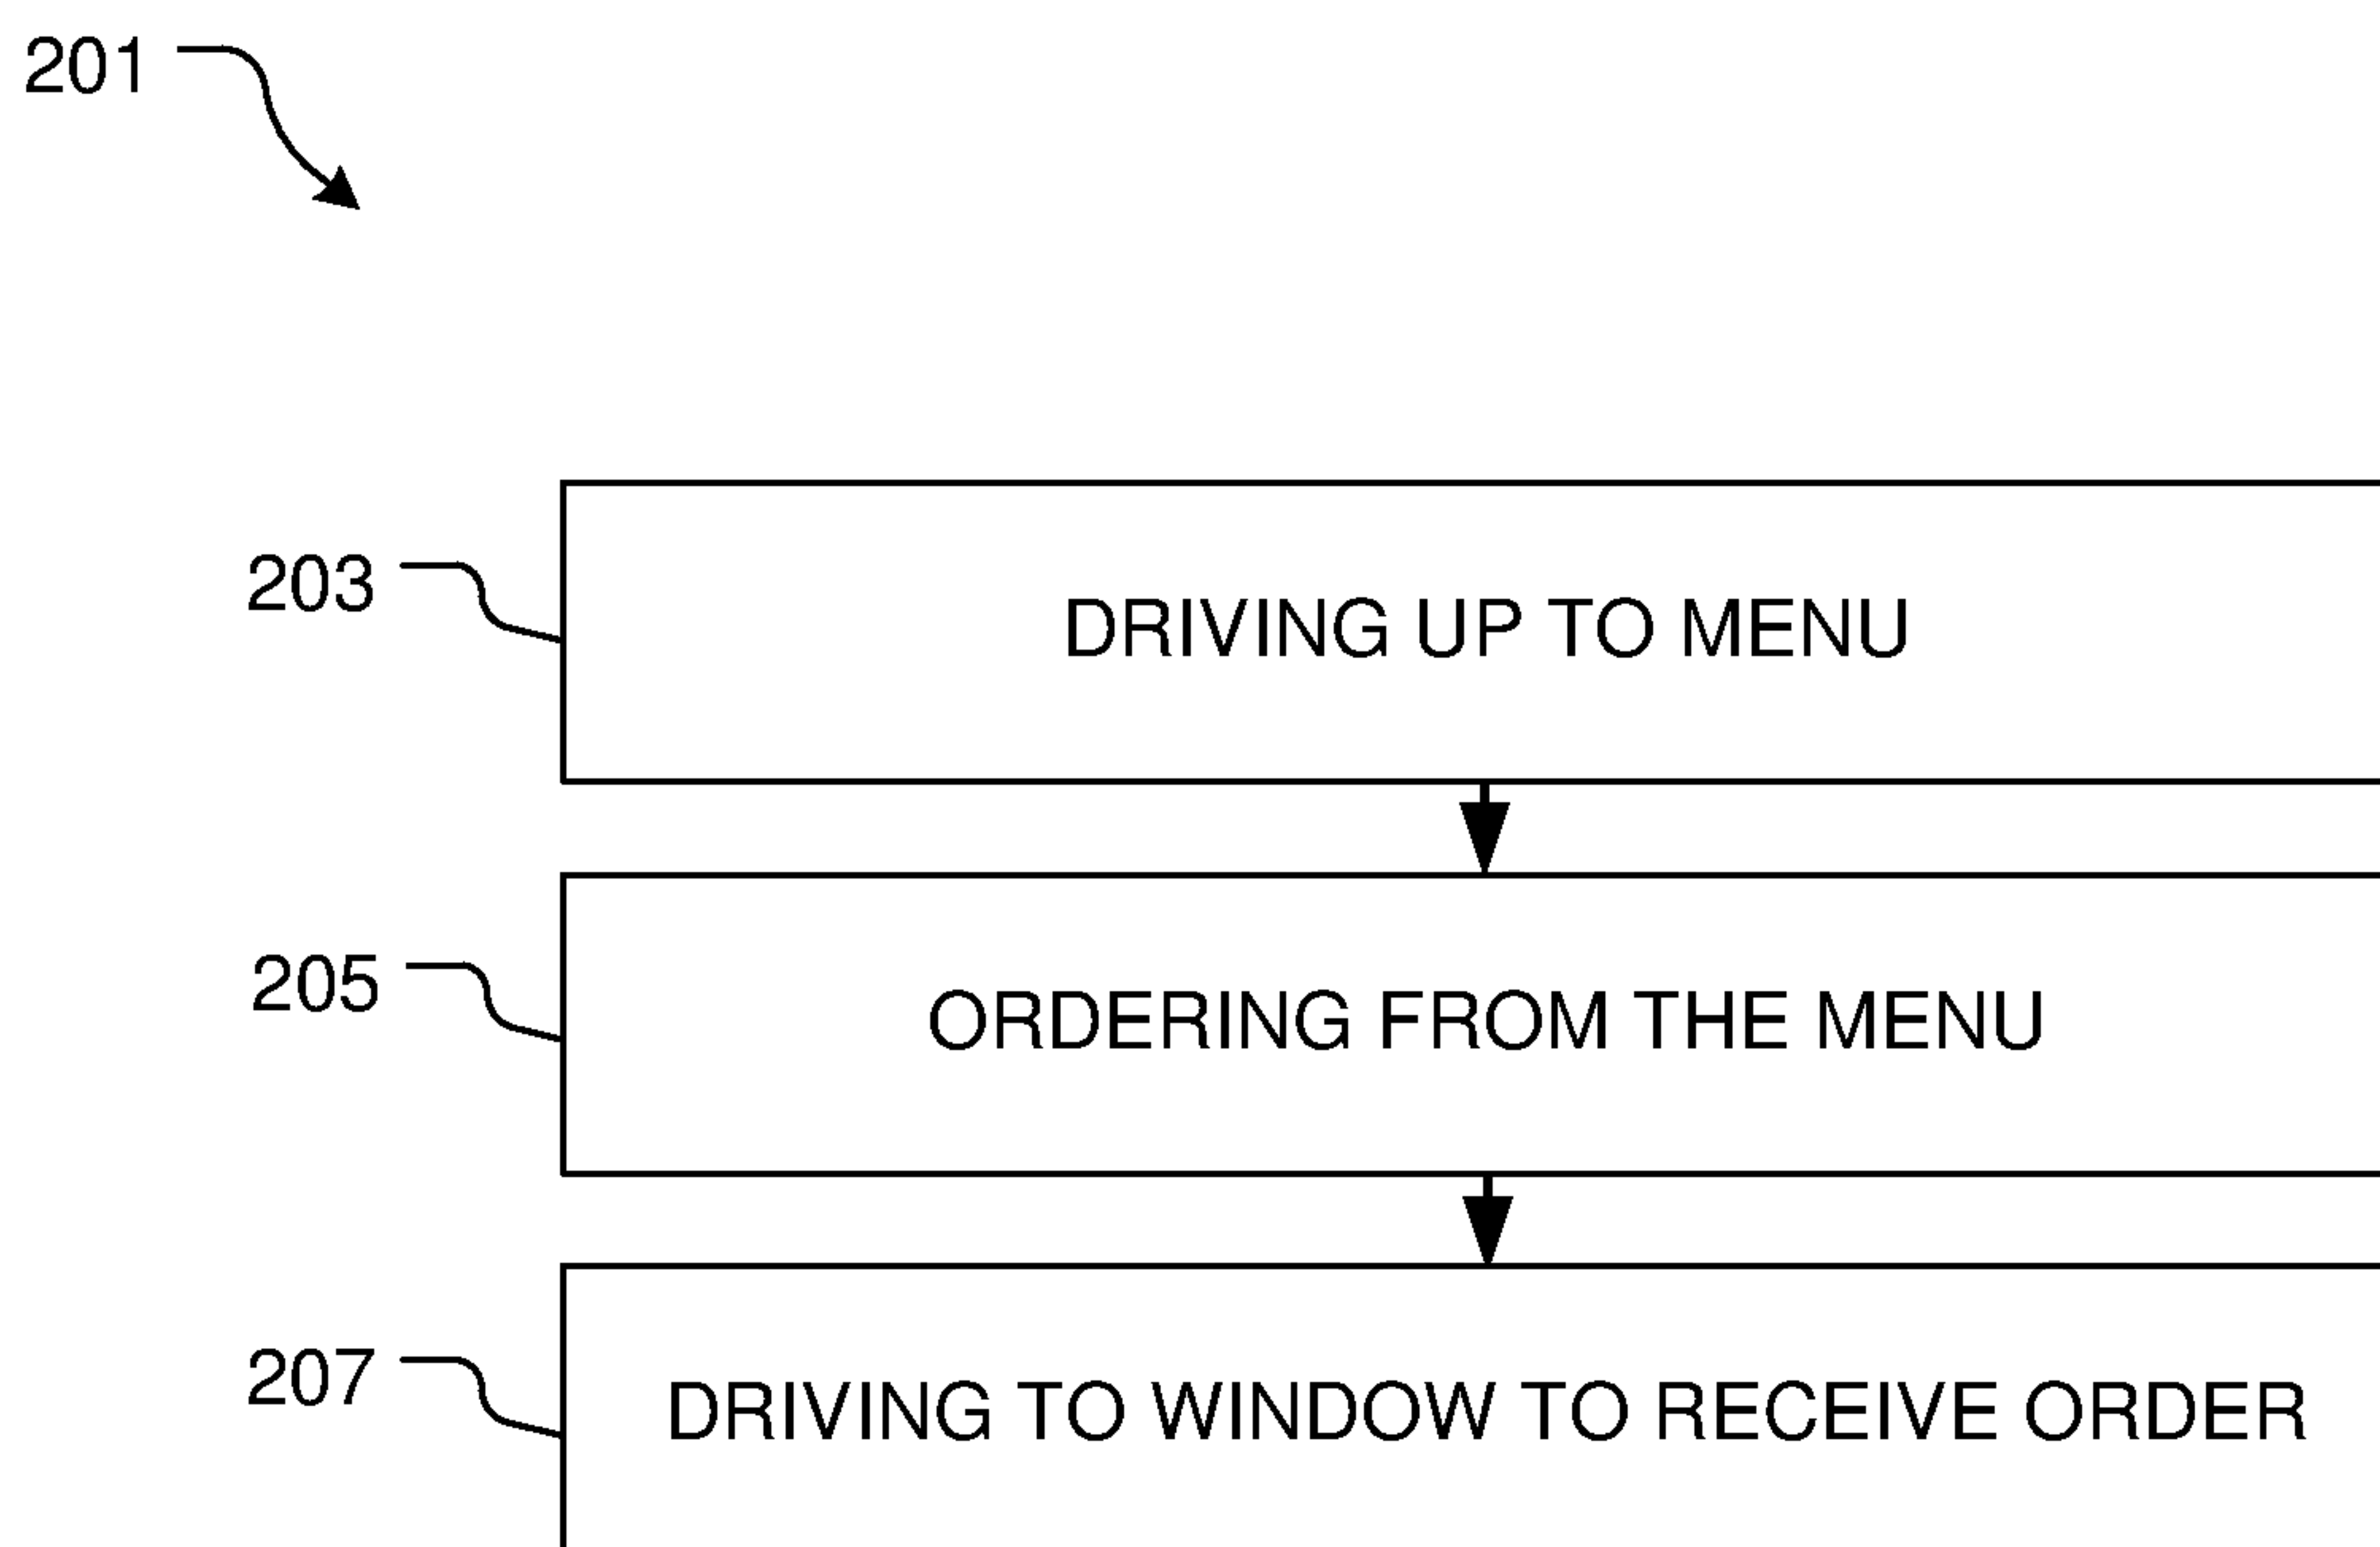 201
203
DRIVING UP TO MENU
205
ORDERING FROM THE MENU
207
DRIVING TO WINDOW TO RECEIVE ORDER